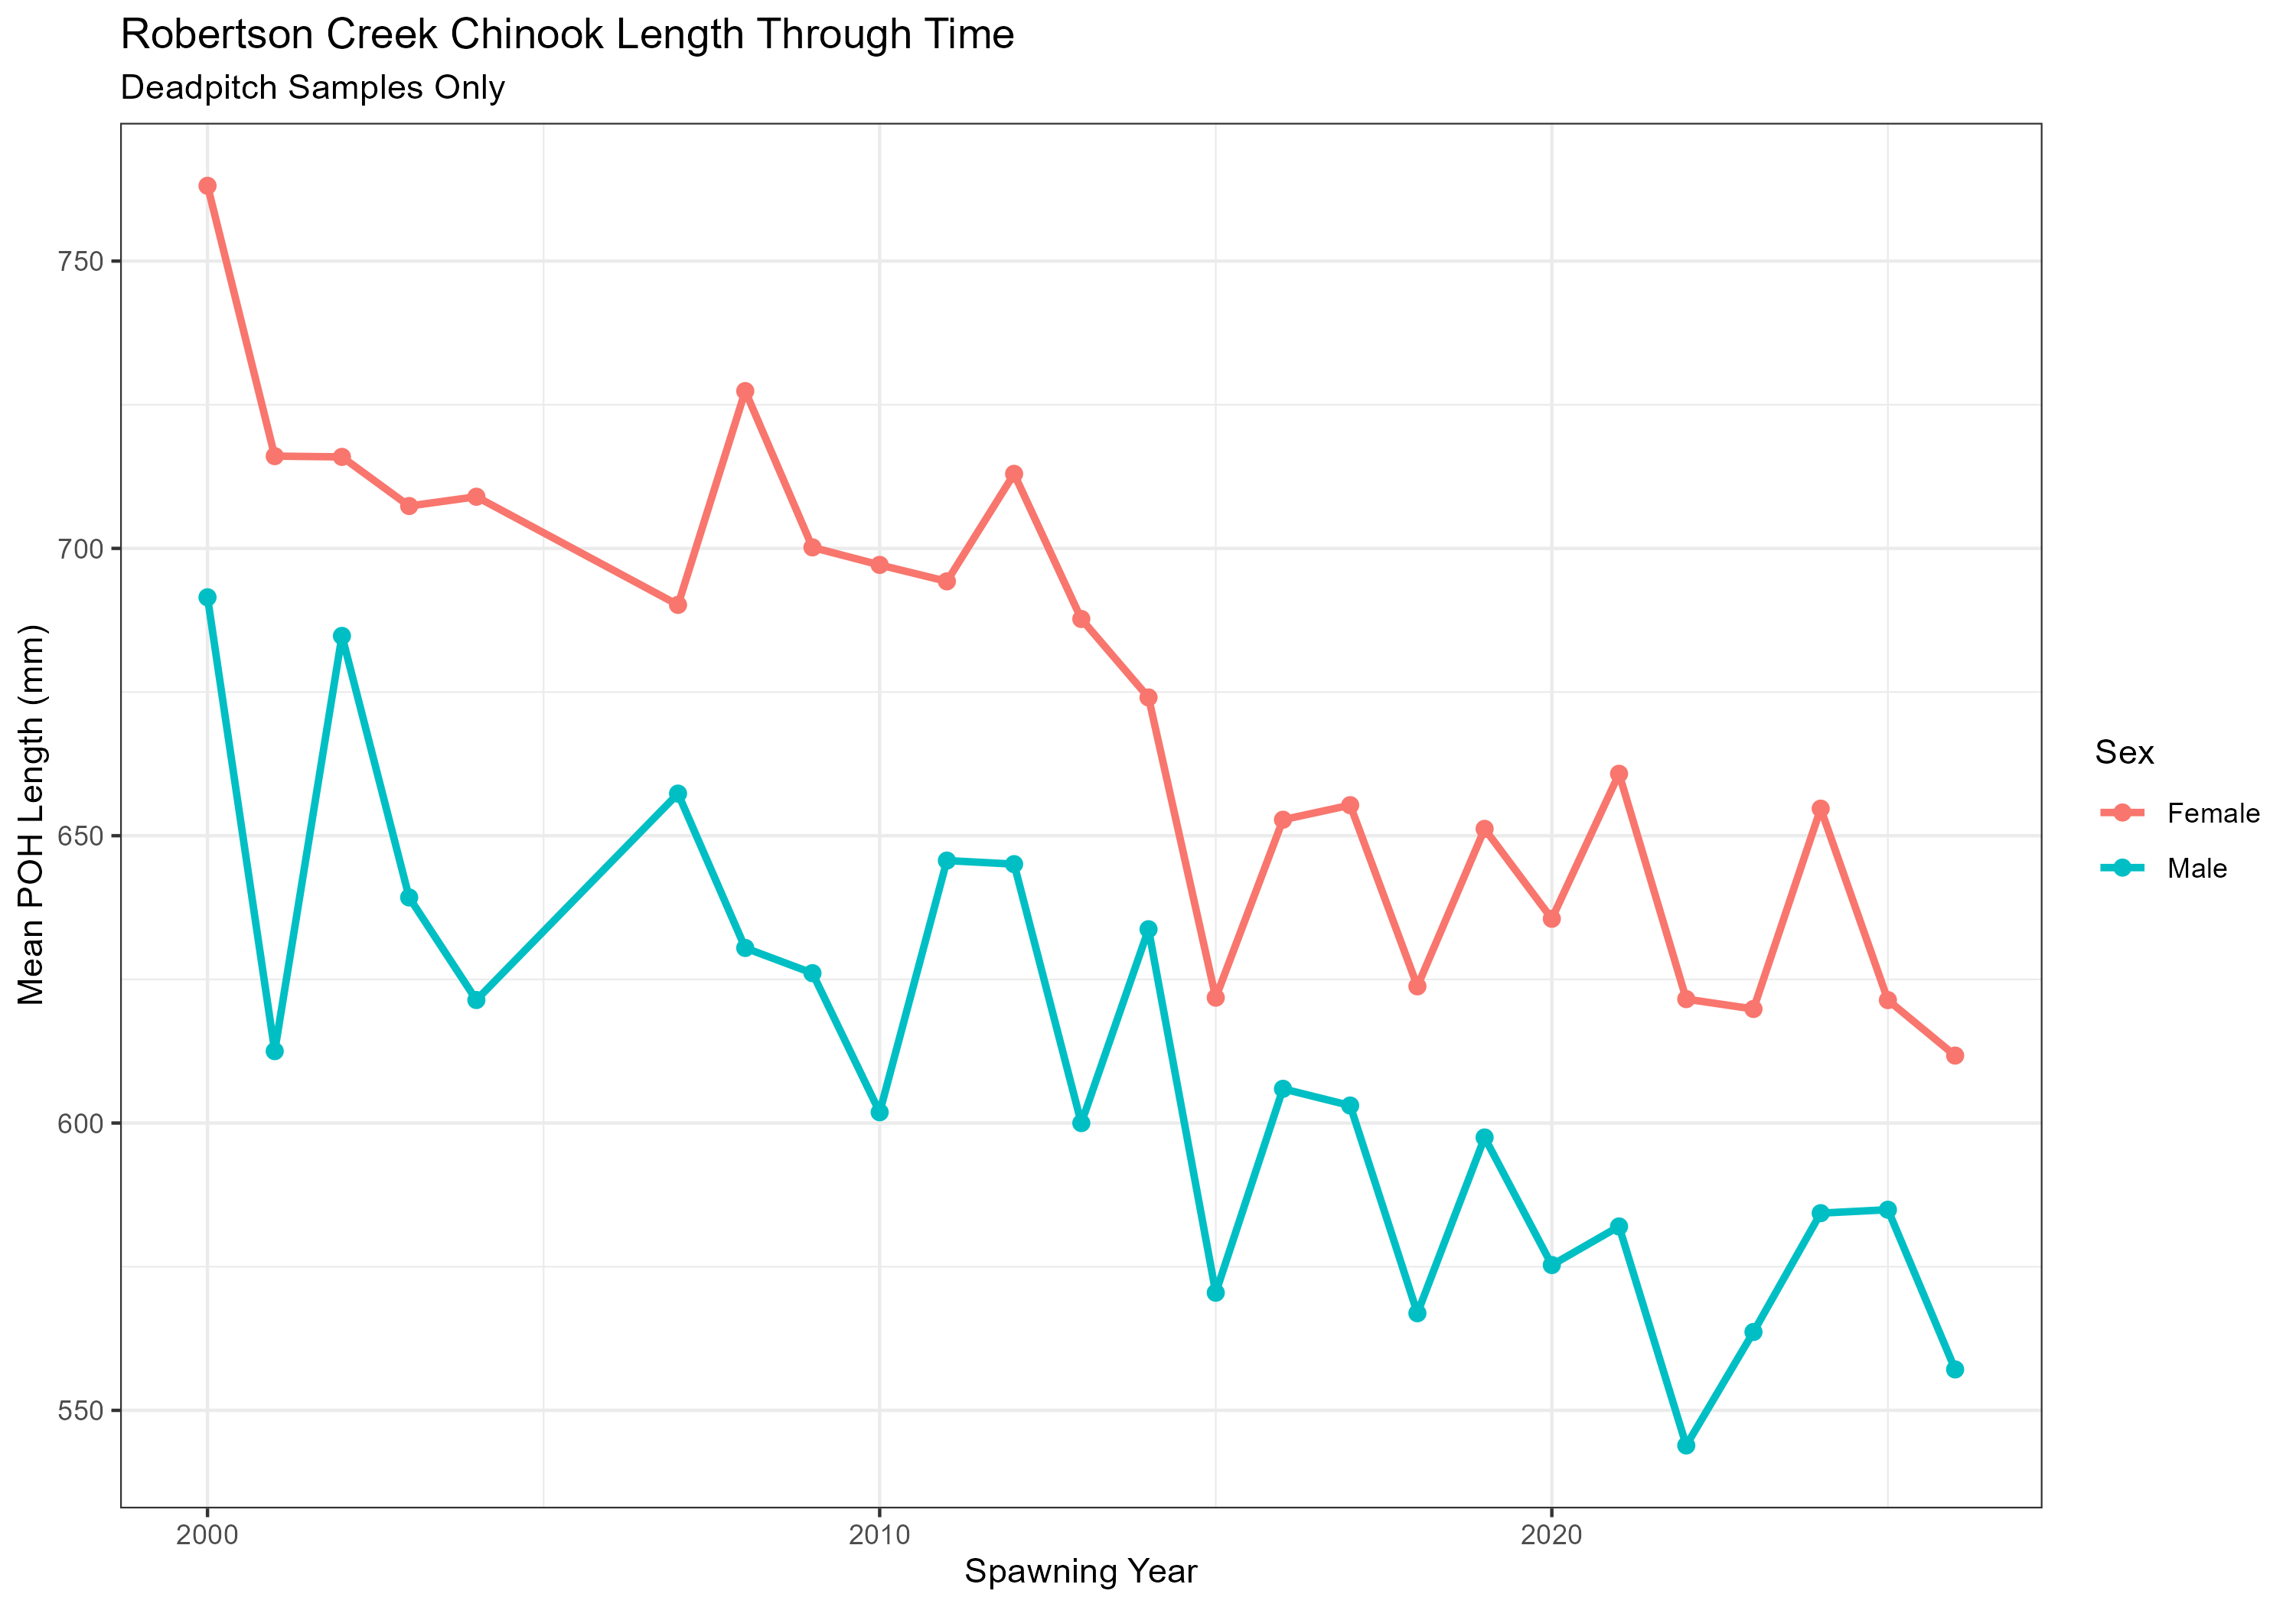 Robertson Creek Chinook Length Through Time
Deadpitch Samples Only
Mean POH Length (mm)
750
700
650
600
550
2000
2010
2020
Spawning Year
Sex
Female
Male